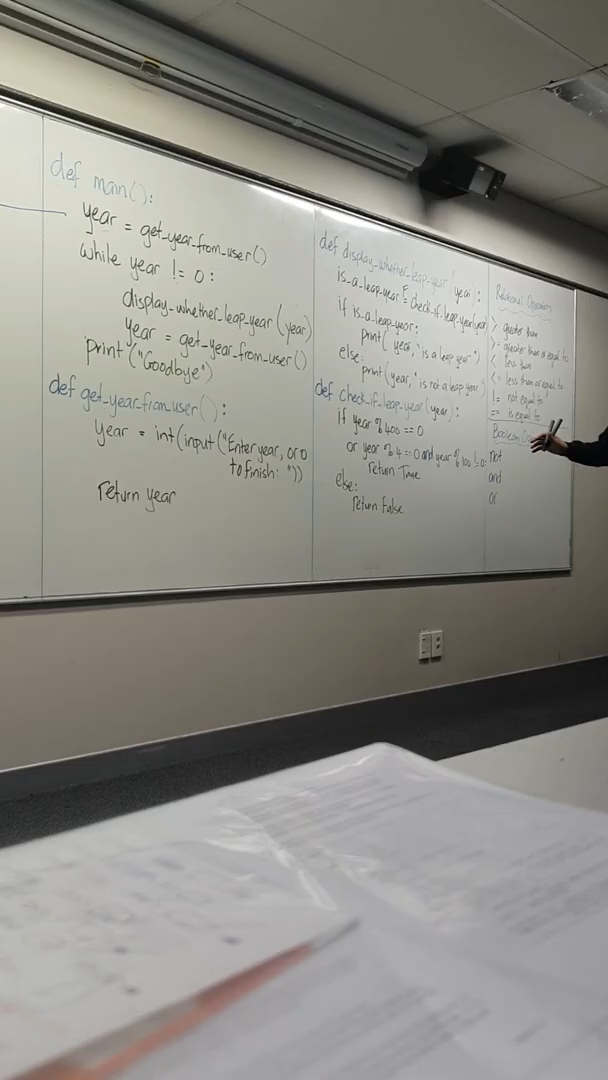 def main():
year = get_year_from_user()
while year != 0:
display_whether_leap_year(year)
year = get_year_from_user()
print("Goodbye")
def get_year_from_user():
year = int(input("Enter year, or 0
to finish: "))
return year
def display_whether_leap_year(year):
is_a_leap_year = check_if_leap_year(year)
if is_a_leap_year:
print(year, "is a leap year")
else:
print(year, "is not a leap year")
def check_if_leap_year(year):
if year % 400 == 0
or year % 4 == 0 and year % 100 != 0:
return True
else:
return False
Relational Operators
> greater than
>= greater than or equal to
< less than
<= less than or equal to
!= not equal to
== is equal to
Boolean
not
and
or